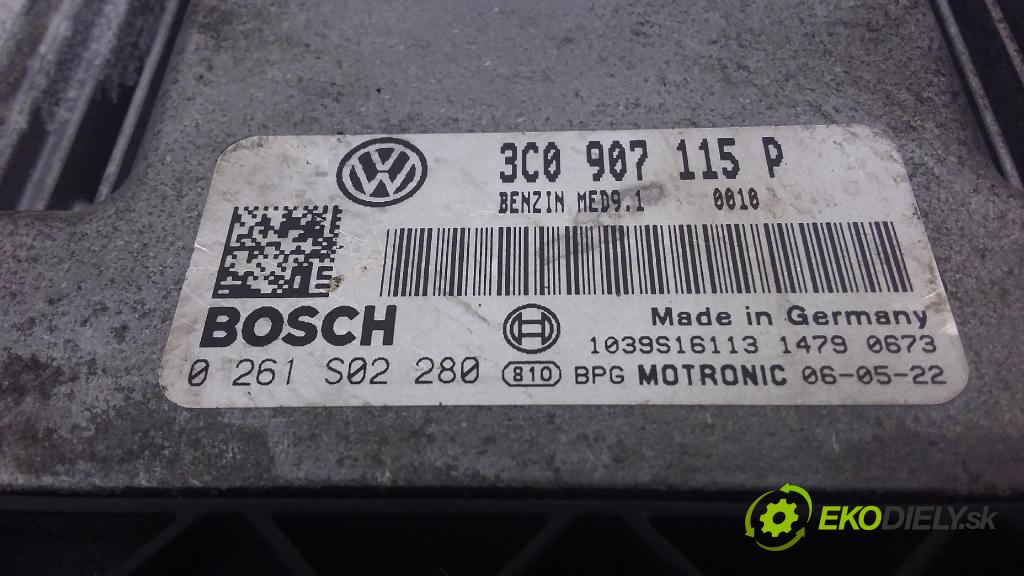 3C0 907 115 P
BENZIN MED9.1 0010
BOSCH
Made in Germany
1039S16113 1479 0673
0 261 S02 280 810 BPG MOTRONIC 06-05-22
EKODIELY.sk